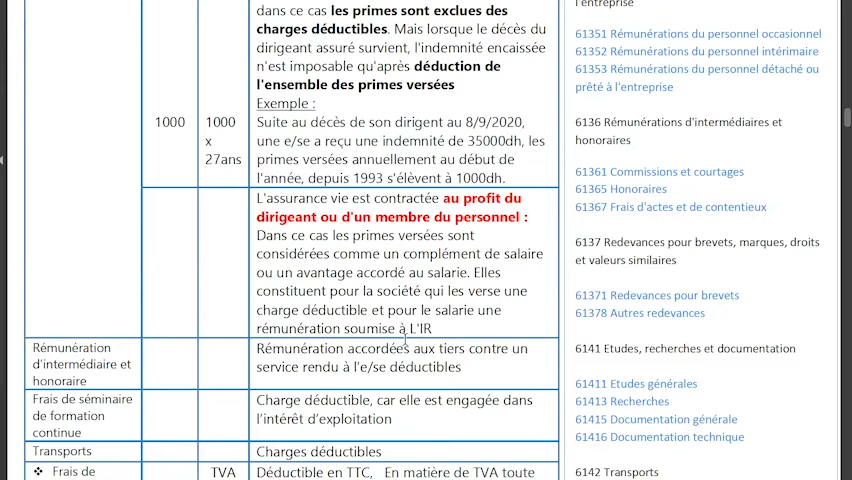 dans ce cas les primes sont exclues des
charges déductibles. Mais lorsque le décès du
dirigeant assuré survient, l'indemnité encaissée
n'est imposable qu'après déduction de
l'ensemble des primes versées
Exemple :
1000
1000
x
27ans
Suite au décès de son dirigeant au 8/9/2020,
une e/se a reçu une indemnité de 35000dh, les
primes versées annuellement au début de
l'année, depuis 1993 s'élèvent à 1000dh.
L'assurance vie est contractée au profit du
dirigeant ou d'un membre du personnel :
Dans ce cas les primes versées sont
considérées comme un complément de salaire
ou un avantage accordé au salarie. Elles
constituent pour la société qui les verse une
charge déductible et pour le salarie une
rémunération soumise à L'IR
Rémunération
d'intermédiaire et
honoraire
Rémunération accordées aux tiers contre un
service rendu à l'e/se déductibles
Frais de séminaire
de formation
continue
Charge déductible, car elle est engagée dans
l'intérêt d'exploitation
Transports
Charges déductibles
❖ Frais de
TVA
Déductible en TTC, En matière de TVA toute
l'entreprise
61351 Rémunérations du personnel occasionnel
61352 Rémunérations du personnel intérimaire
61353 Rémunérations du personnel détaché ou
prêté à l'entreprise
6136 Rémunérations d'intermédiaires et
honoraires
61361 Commissions et courtages
61365 Honoraires
61367 Frais d'actes et de contentieux
6137 Redevances pour brevets, marques, droits
et valeurs similaires
61371 Redevances pour brevets
61378 Autres redevances
6141 Etudes, recherches et documentation
61411 Etudes générales
61413 Recherches
61415 Documentation générale
61416 Documentation technique
6142 Transports